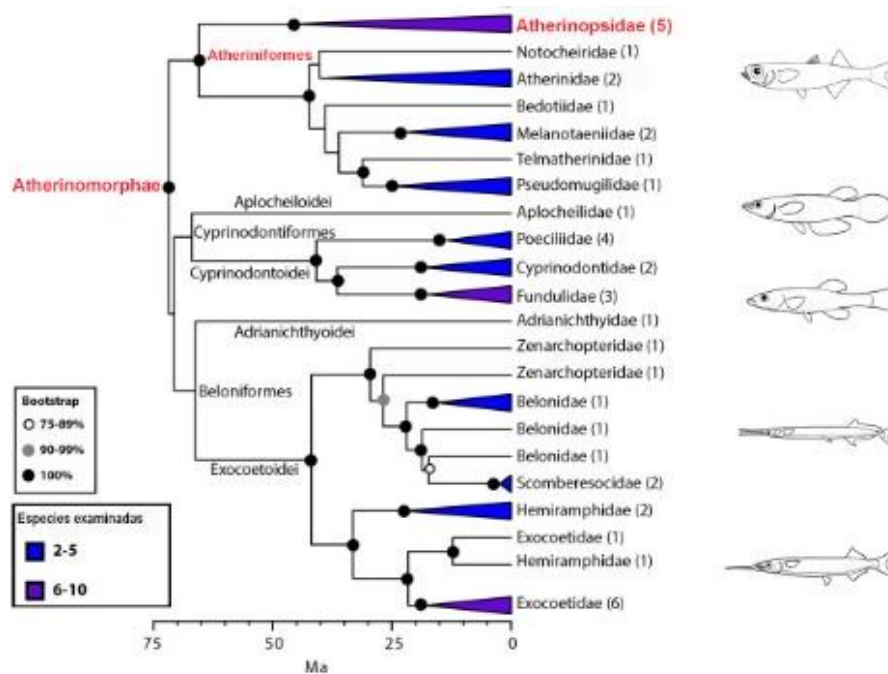 Atherinopsidae (5)
Atheriniformes
Notocheiridae (1)
Atherinidae (2)
Bedotiidae (1)
Melanotaeniidae (2)
Telmatherinidae (1)
Pseudomugilidae (1)
Atherinomorphae
Aplocheiloidei
Aplocheilidae (1)
Cyprinodontiformes
Poeciliidae (4)
Cyprinodontoidei
Cyprinodontidae (2)
Fundulidae (3)
Adrianichthyidae (1)
Adrianichthyoidei
Zenarchopteridae (1)
Zenarchopteridae (1)
Beloniformes
Belonidae (1)
Belonidae (1)
Belonidae (1)
Exocoetoidei
Scomberesocidae (2)
Hemiramphidae (2)
Exocoetidae (1)
Hemiramphidae (1)
Exocoetidae (6)
Bootstrap
75-89%
90-99%
100%
Especies examinadas
2-5
6-10
75 50 25 0
Ma